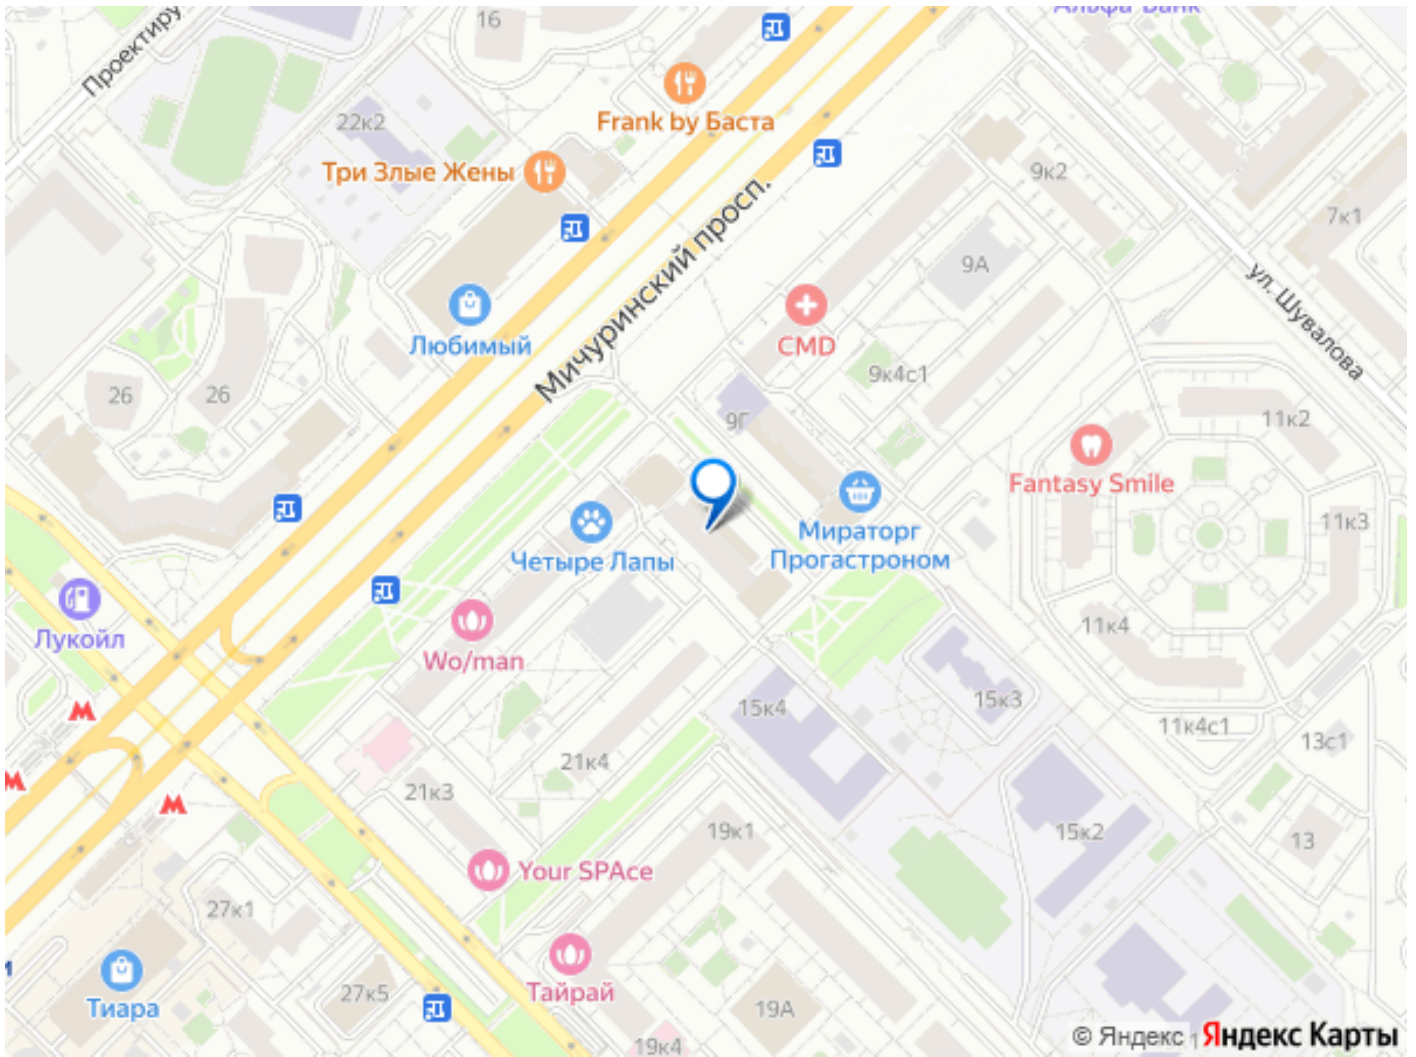 16
Альфа-Банк
Проектиру
Frank by Баста
22к2
Три Злые Жены
9к2
7к1
Мичуринский просп.
9А
ул. Шувалова
Любимый
CMD
9к4с1
26
26
9Г
11к2
Fantasy Smile
11к3
Мираторг
Прогастроном
Четыре Лапы
Лукойл
11к4
Wo/man
15к3
15к4
11к4с1
13с1
21к4
21к3
19к1
15к2
13
Your SPAce
27к1
Тайрай
27к5
Тиара
19А
19к4
© Яндекс
Яндекс Карты